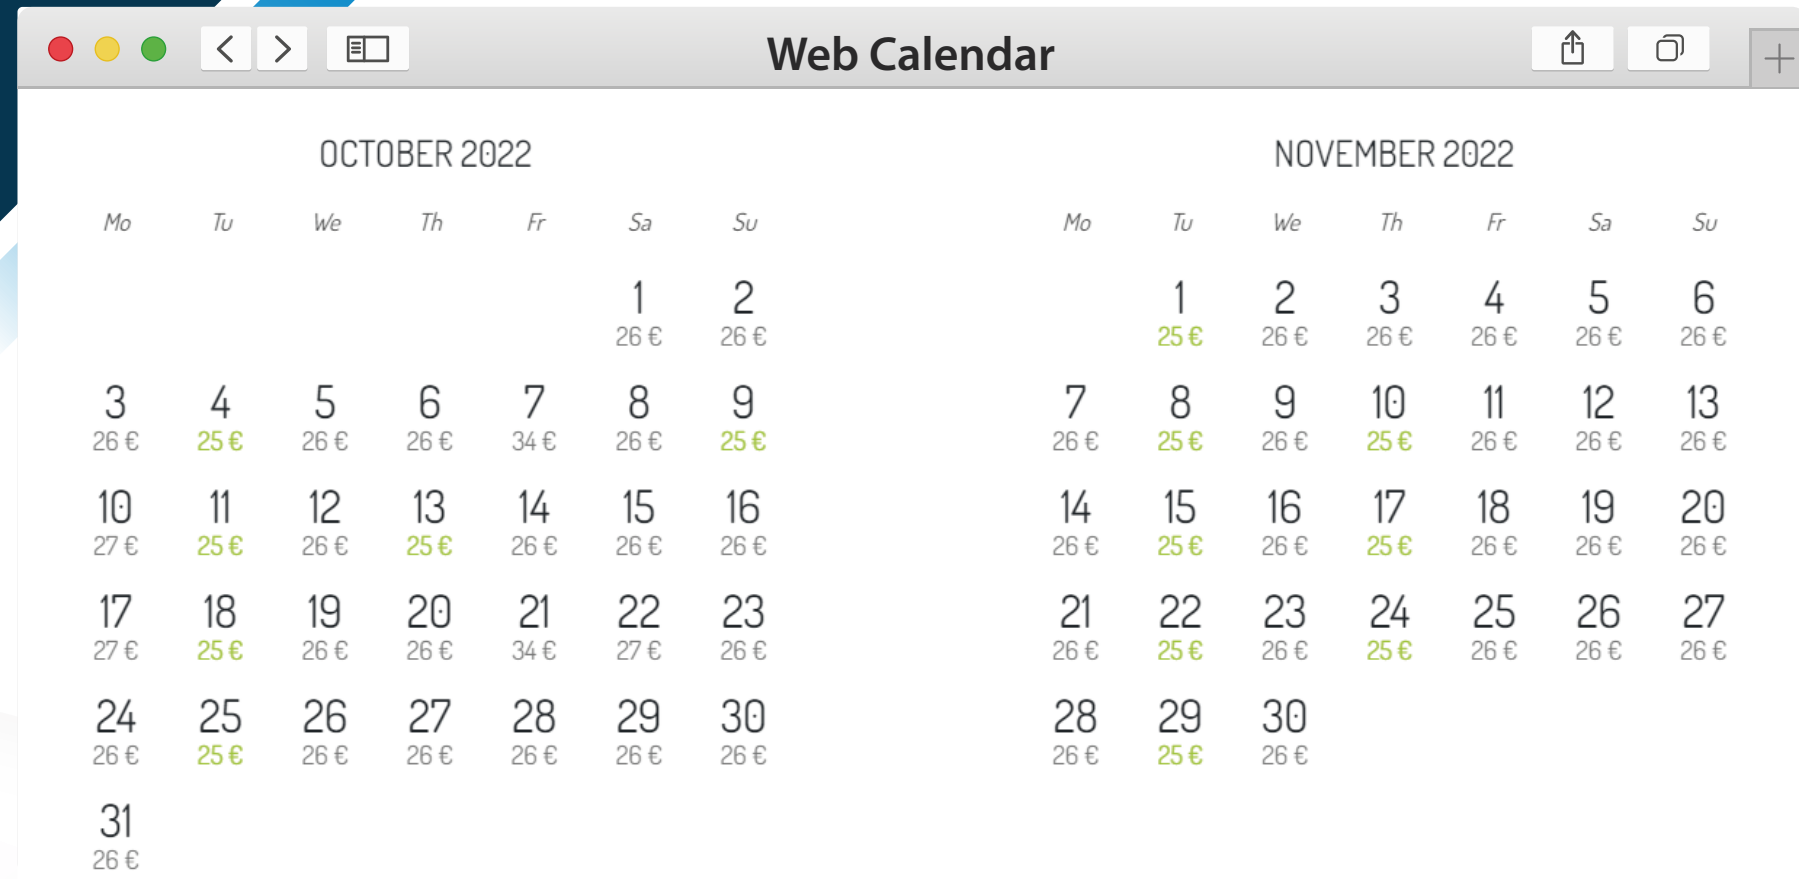 Web Calendar
OCTOBER 2022
Mo Tu We Th Fr Sa Su
1 2
26 € 26 €
3 4 5 6 7 8 9
26 € 25 € 26 € 26 € 34 € 26 € 25 €
10 11 12 13 14 15 16
27 € 25 € 26 € 25 € 26 € 26 € 26 €
17 18 19 20 21 22 23
27 € 25 € 26 € 26 € 34 € 27 € 26 €
24 25 26 27 28 29 30
26 € 25 € 26 € 26 € 26 € 26 € 26 €
31
26 €
NOVEMBER 2022
Mo Tu We Th Fr Sa Su
1 2 3 4 5 6
25 € 26 € 26 € 26 € 26 € 26 €
7 8 9 10 11 12 13
26 € 25 € 26 € 25 € 26 € 26 € 26 €
14 15 16 17 18 19 20
26 € 25 € 26 € 25 € 26 € 26 € 26 €
21 22 23 24 25 26 27
26 € 25 € 26 € 25 € 26 € 26 € 26 €
28 29 30
26 € 25 € 26 €